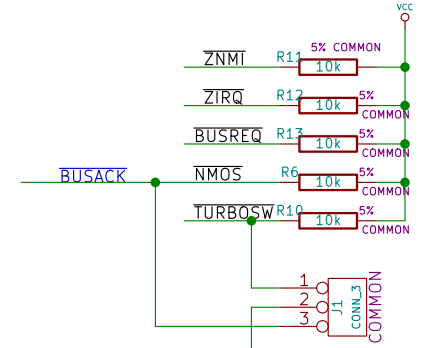 VCC
5% COMMON
ZNMI R11 10k
ZIRQ R12 10k 5% COMMON
BUSREQ R13 10k 5% COMMON
BUSACK NMOS R6 10k 5% COMMON
TURBOSW R10 10k 5% COMMON
1
2
3
J1
CONN_3
COMMON